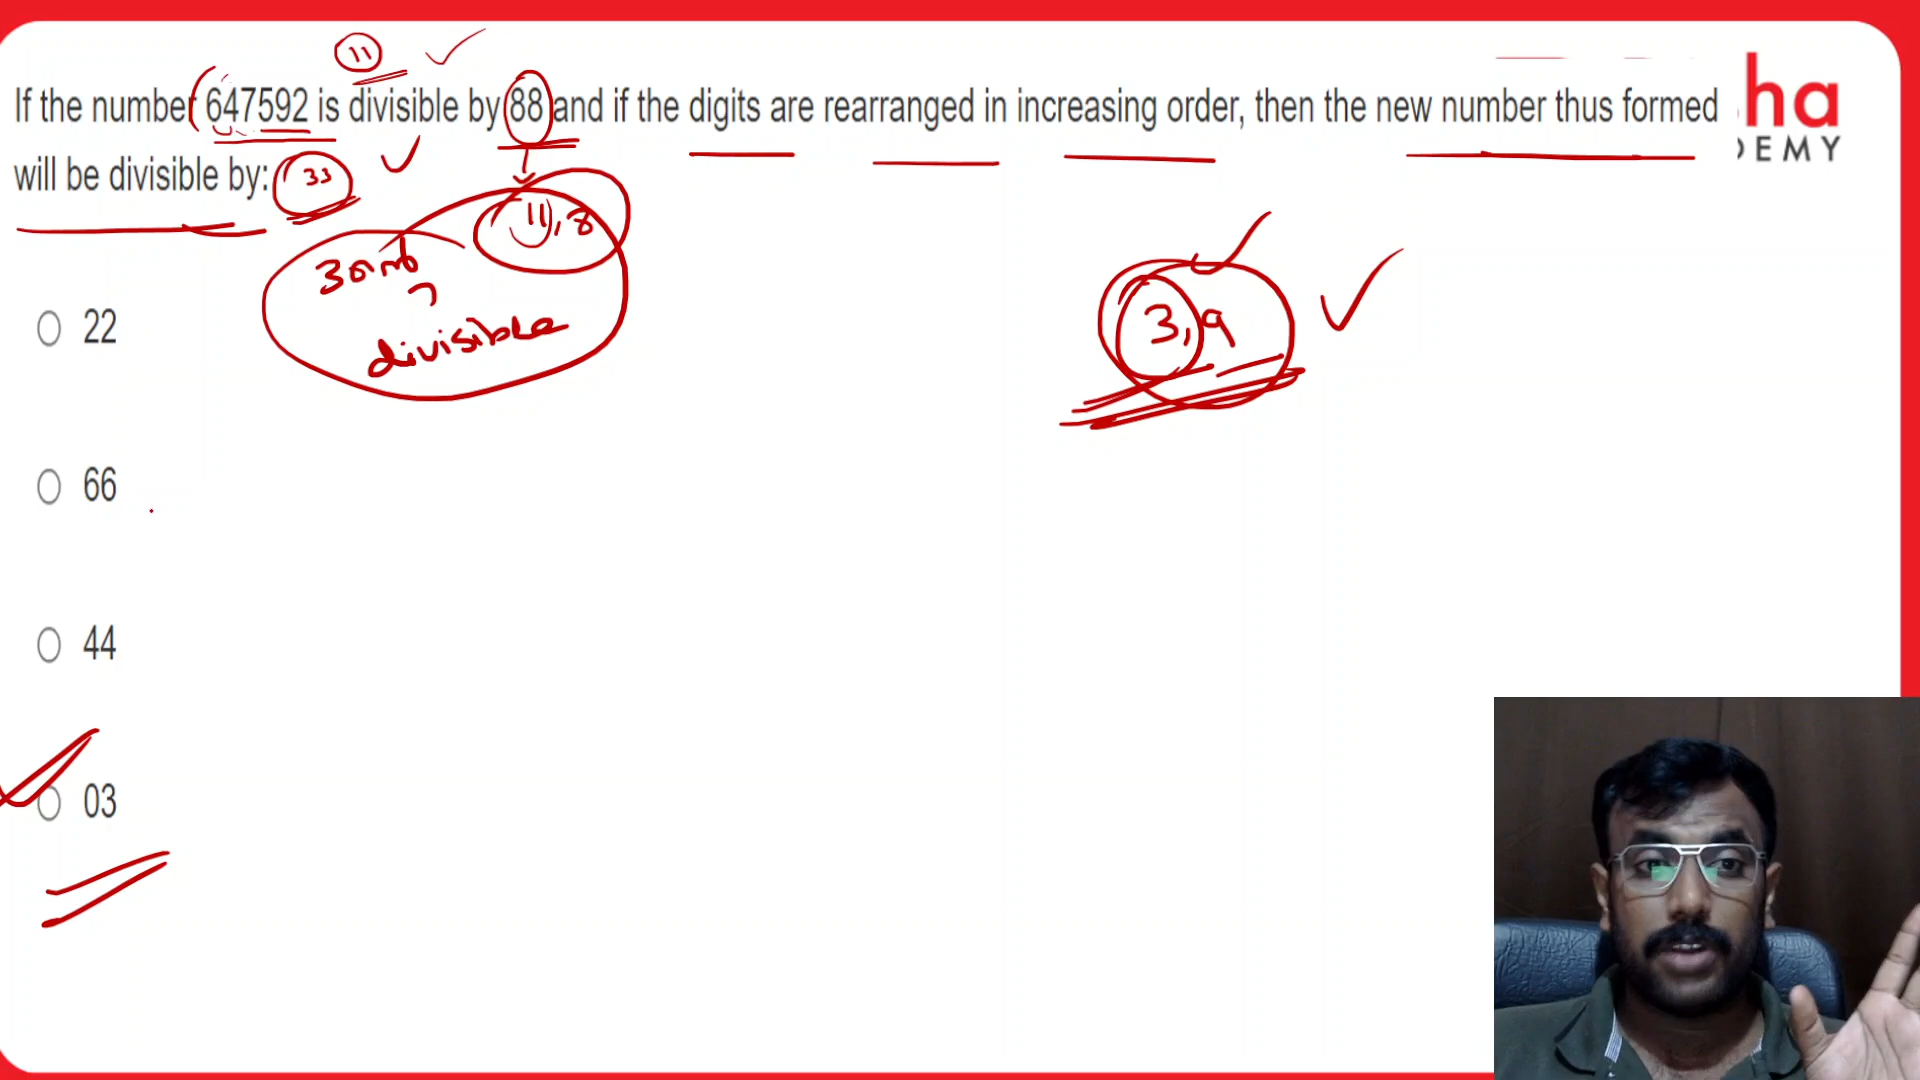 11
If the number 647592 is divisible by 88 and if the digits are rearranged in increasing order, then the new number thus formed
ha
DEMY
will be divisible by: 33
11, 8
3
divisible
3, 9
22
66
44
03